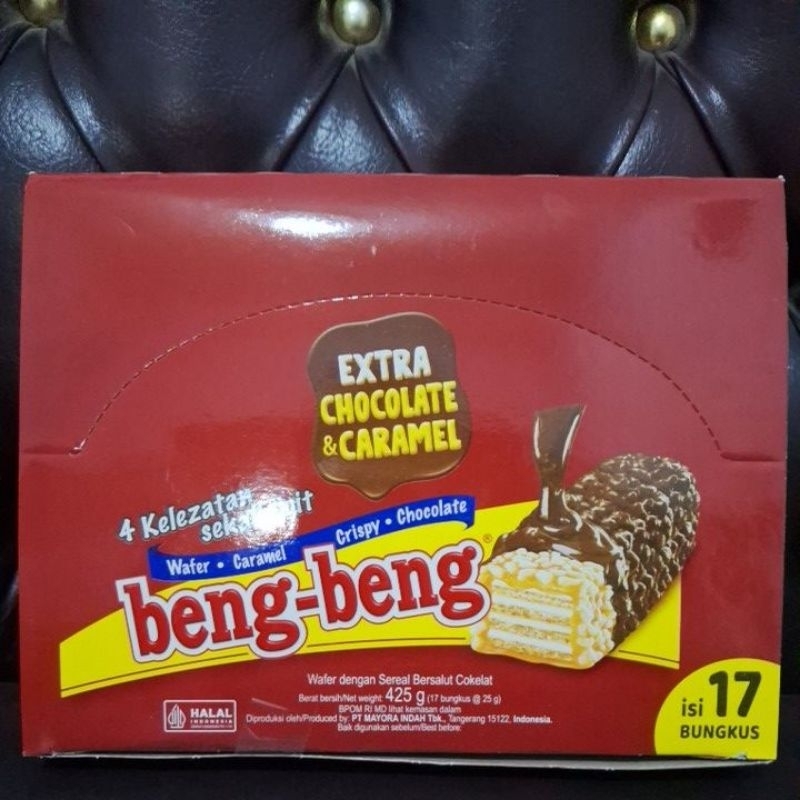 EXTRA
CHOCOLATE
& CARAMEL
4 Kelezatan
Wafer • Caramel
Crispy • Chocolate
beng-beng®
Wafer dengan Sereal Bersalut Cokelat
Berat bersih/Net weight: 425 g (17 bungkus @ 25 g)
BPOM RI MD lihat kemasan dalam
Diproduksi oleh/Produced by: PT MAYORA INDAH Tbk., Tangerang 15122, Indonesia.
Baik digunakan sebelum/Best before:
HALAL
INDONESIA
isi 17
BUNGKUS